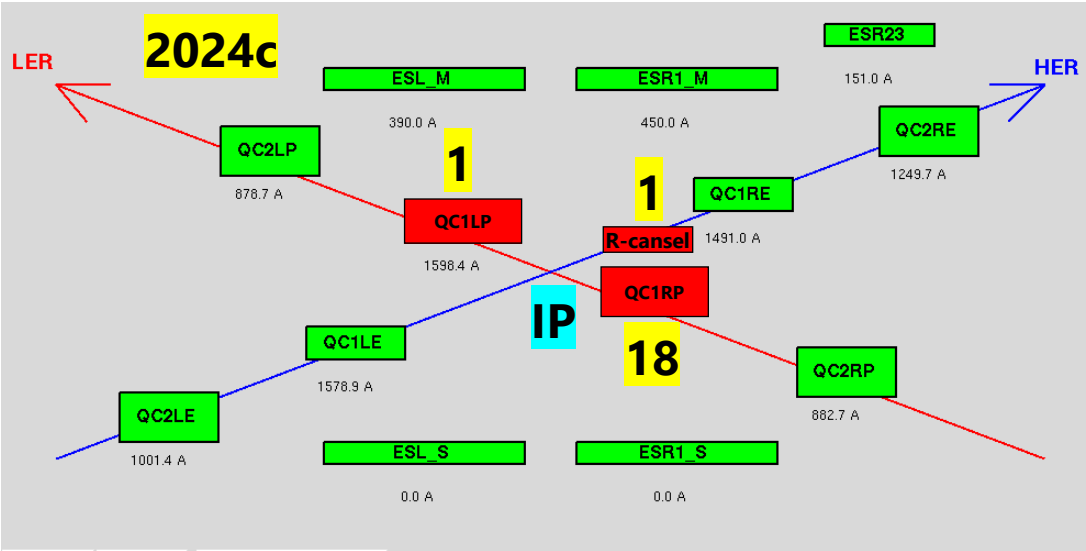 2024c
ESR23
LER
HER
ESL_M
ESR1_M
151.0 A
390.0 A
450.0 A
QC2LP
QC2RE
1
1
878.7 A
1249.7 A
QC1RE
QC1LP
R-cansel
1491.0 A
1598.4 A
QC1RP
IP
QC1LE
18
QC2RP
1578.9 A
QC2LE
882.7 A
ESL_S
ESR1_S
1001.4 A
0.0 A
0.0 A